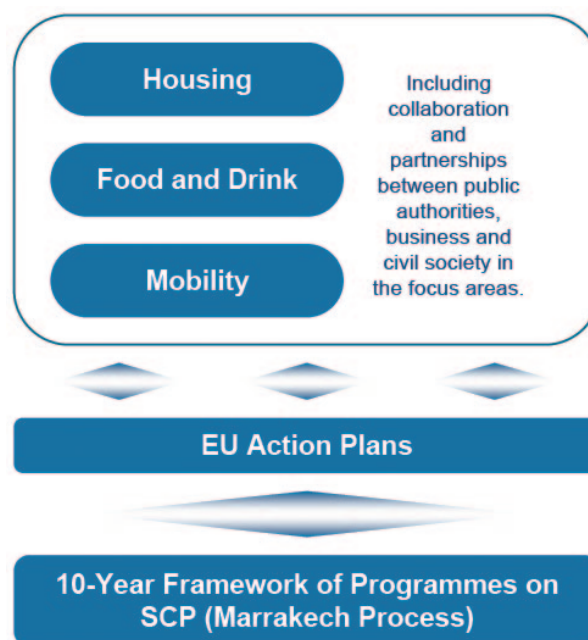 Housing
Food and Drink
Mobility
Including
collaboration
and
partnerships
between public
authorities,
business and
civil society in
the focus areas.
EU Action Plans
10-Year Framework of Programmes on
SCP (Marrakech Process)